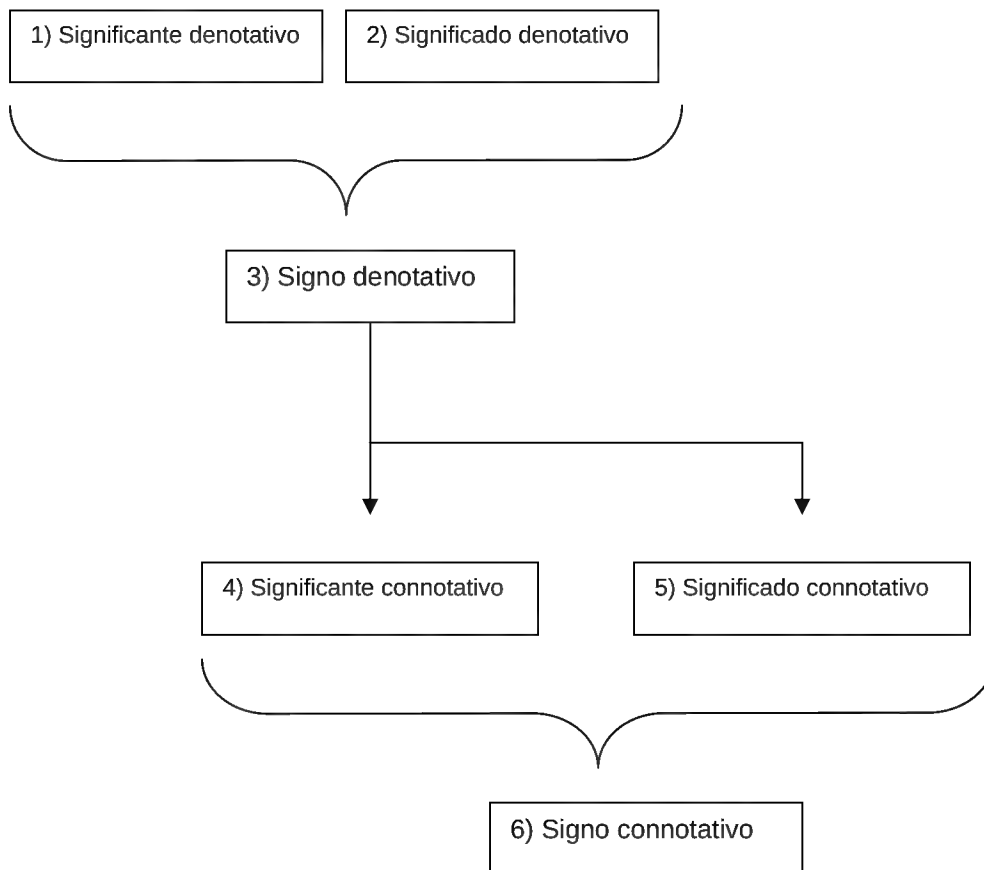 1) Significante denotativo
2) Significado denotativo
3) Signo denotativo
4) Significante connotativo
5) Significado connotativo
6) Signo connotativo